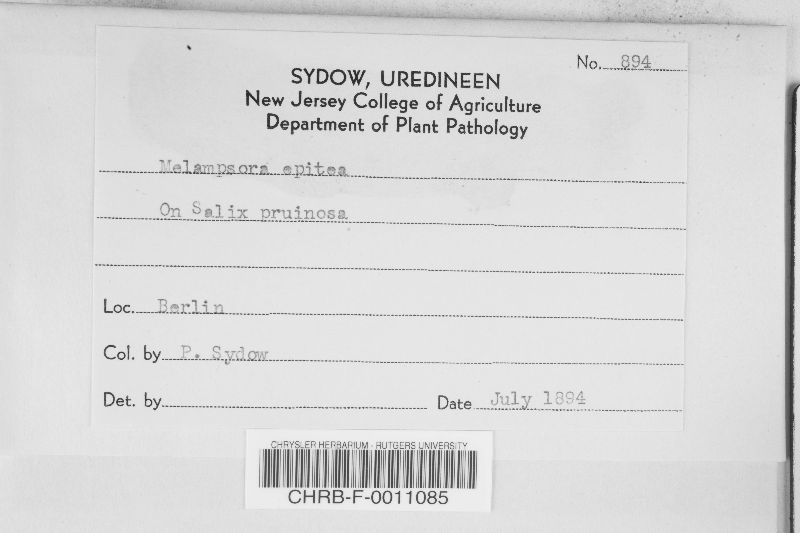 No. 894
SYDOW, UREDINEEN
New Jersey College of Agriculture
Department of Plant Pathology
Melampsora epitea
On Salix pruinosa
Loc. Berlin
Col. by P. Sydow
Det. by
Date July 1894
CHRYSLER HERBARIUM - RUTGERS UNIVERSITY
CHRB-F-0011085